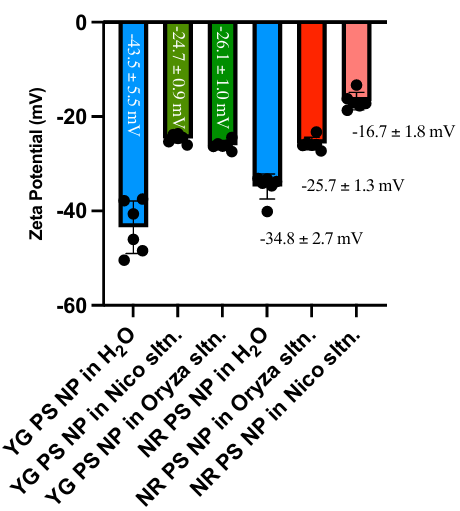 0
-20
-40
-60
Zeta Potential (mV)
-43.5 ± 5.5 mV
-24.7 ± 0.9 mV
-26.1 ± 1.0 mV
-34.8 ± 2.7 mV
-25.7 ± 1.3 mV
-16.7 ± 1.8 mV
YG PS NP in H₂O
YG PS NP in Nico sltn.
YG PS NP in Oryza sltn.
NR PS NP in H₂O
NR PS NP in Oryza sltn.
NR PS NP in Nico sltn.